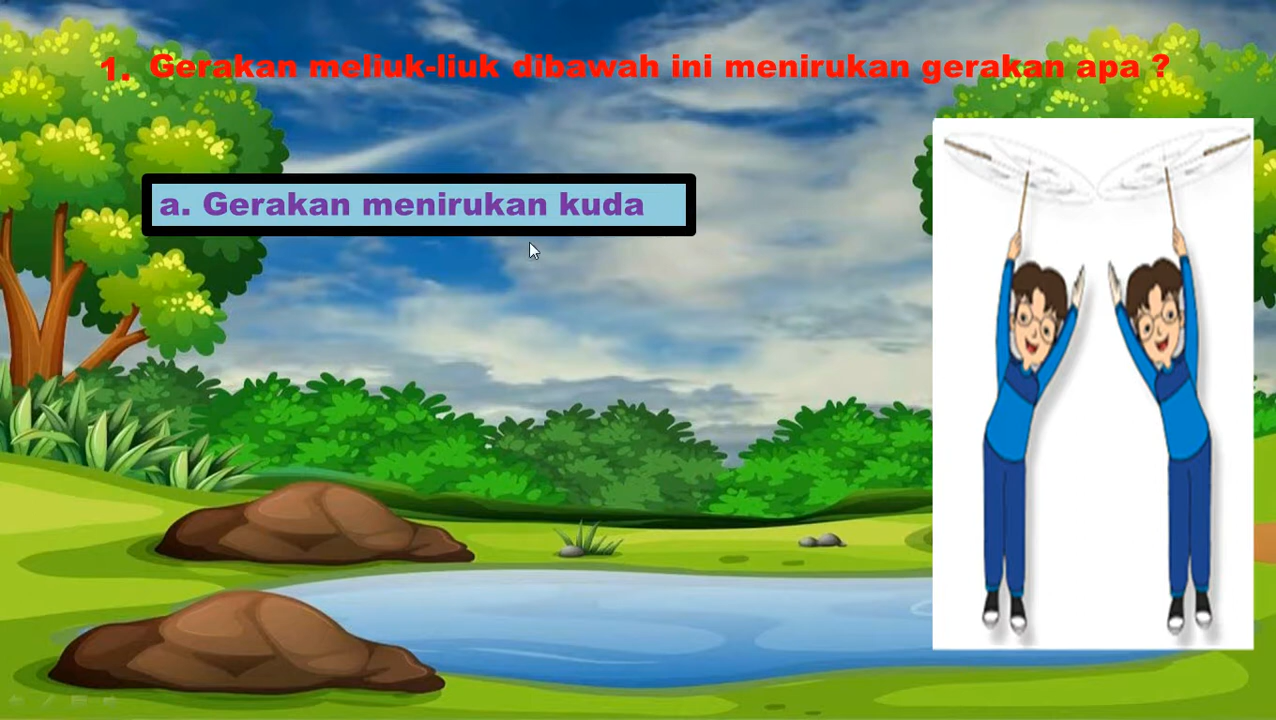 1. Gerakan meliuk-liuk dibawah ini menirukan gerakan apa ?
a. Gerakan menirukan kuda